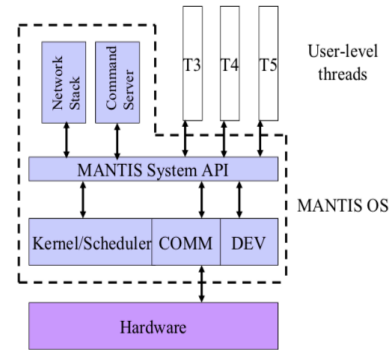 Network
Stack
Command
Server
T3
T4
T5
User-level
threads
MANTIS System API
MANTIS OS
Kernel/Scheduler
COMM
DEV
Hardware